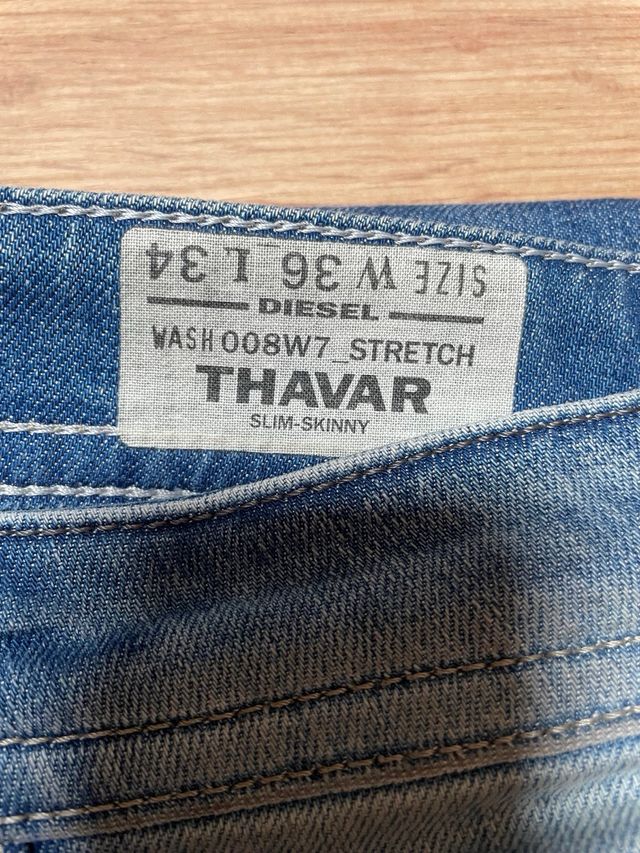 SIZE W 36 L 34
DIESEL
WASH 008W7_STRETCH
THAVAR
SLIM-SKINNY